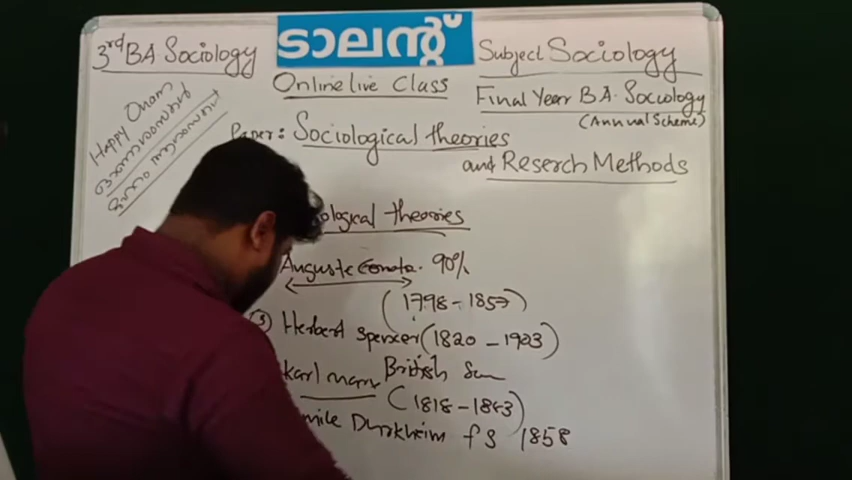 3rd BA Sociology
ടാലന്റ്
Subject Sociology
Online live Class
Final Year B.A. Sociology
(Annual Scheme)
Happy Onam
Paper: Sociological theories
and Reserch Methods
ological theories
Auguste Comte. 90%
(1798-1857)
③ Herbert Spencer (1820-1903)
British
Karl marx
(1818-1883)
mile Durkheim fs 1858